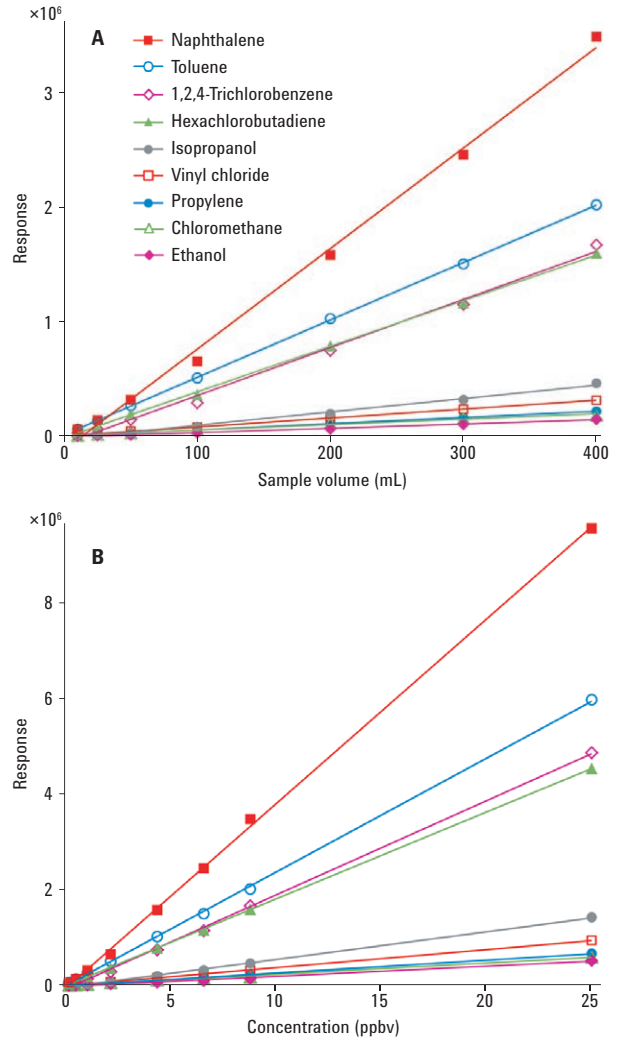 ×10⁶
A
Naphthalene
Toluene
1,2,4-Trichlorobenzene
Hexachlorobutadiene
Isopropanol
Vinyl chloride
Propylene
Chloromethane
Ethanol
3
2
1
0
Response
0 100 200 300 400
Sample volume (mL)
×10⁶
B
8
6
4
2
0
Response
0 5 10 15 20 25
Concentration (ppbv)